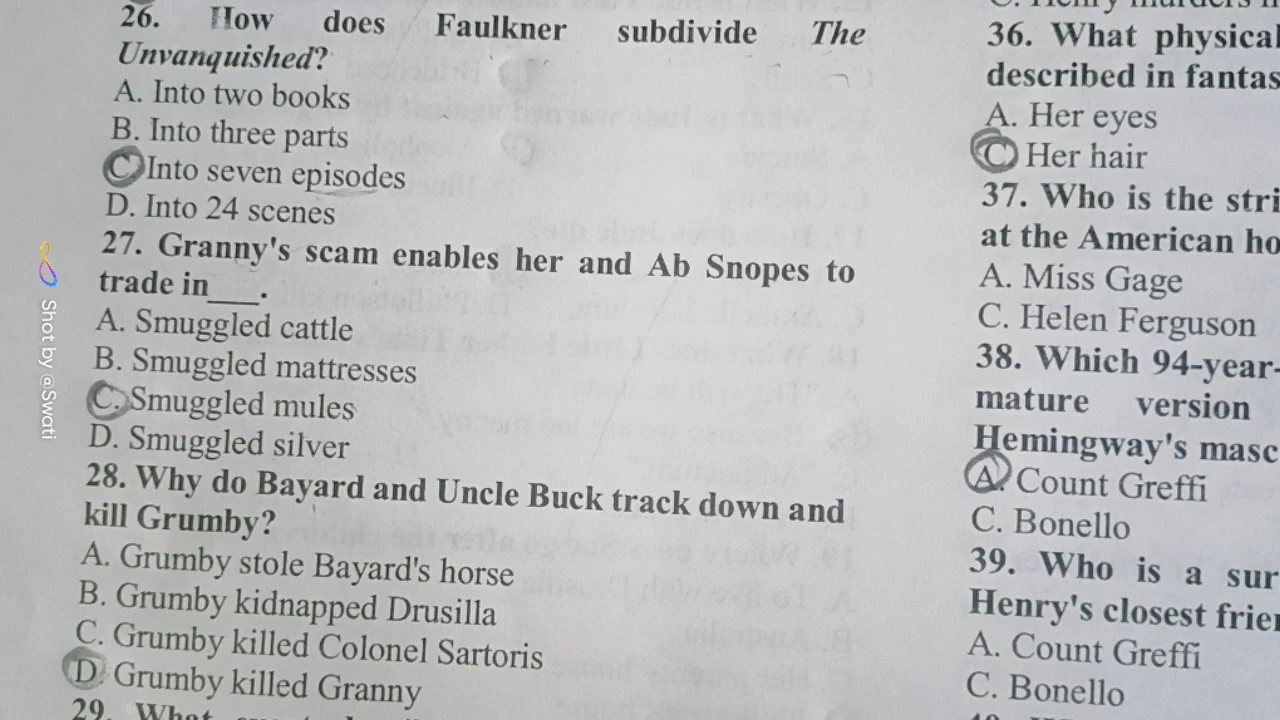 26. How does Faulkner subdivide The
Unvanquished?
A. Into two books
B. Into three parts
C. Into seven episodes
D. Into 24 scenes
27. Granny's scam enables her and Ab Snopes to
trade in___.
A. Smuggled cattle
B. Smuggled mattresses
C. Smuggled mules
D. Smuggled silver
28. Why do Bayard and Uncle Buck track down and
kill Grumby?
A. Grumby stole Bayard's horse
B. Grumby kidnapped Drusilla
C. Grumby killed Colonel Sartoris
D. Grumby killed Granny
29. What
36. What physical
described in fantas
A. Her eyes
C. Her hair
37. Who is the stri
at the American ho
A. Miss Gage
C. Helen Ferguson
38. Which 94-year-
mature version
Hemingway's masc
A. Count Greffi
C. Bonello
39. Who is a sur
Henry's closest frie
A. Count Greffi
C. Bonello
Shot by @Swati